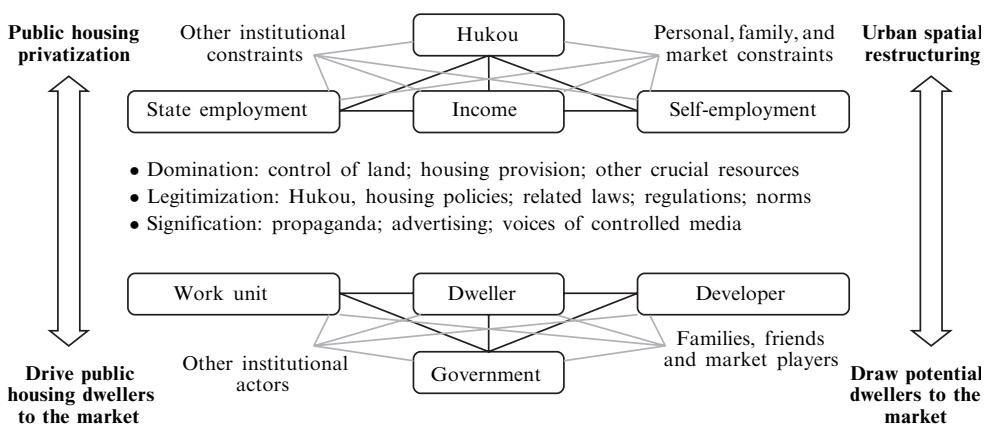 Public housing
privatization
Other institutional
constraints
Hukou
Personal, family, and
market constraints
Urban spatial
restructuring
State employment
Income
Self-employment
• Domination: control of land; housing provision; other crucial resources
• Legitimization: Hukou, housing policies; related laws; regulations; norms
• Signification: propaganda; advertising; voices of controlled media
Work unit
Dweller
Developer
Other institutional
actors
Government
Families, friends
and market players
Drive public
housing dwellers
to the market
Draw potential
dwellers to the
market